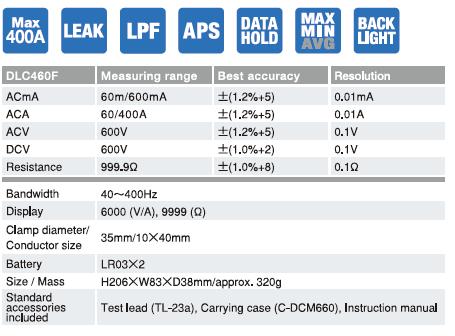 Max 400A LEAK LPF APS DATA HOLD MAX MIN AVG BACK LIGHT
DLC460F Measuring range Best accuracy Resolution
ACmA 60m/600mA ±(1.2%+5) 0.01mA
ACA 60/400A ±(1.2%+5) 0.01A
ACV 600V ±(1.2%+5) 0.1V
DCV 600V ±(1.0%+2) 0.1V
Resistance 999.9Ω ±(1.0%+8) 0.1Ω
Bandwidth 40～400Hz
Display 6000 (V/A), 9999 (Ω)
Clamp diameter/
Conductor size 35mm/10×40mm
Battery LR03×2
Size / Mass H206×W83×D38mm/approx. 320g
Standard
accessories
included Test lead (TL-23a), Carrying case (C-DCM660), Instruction manual